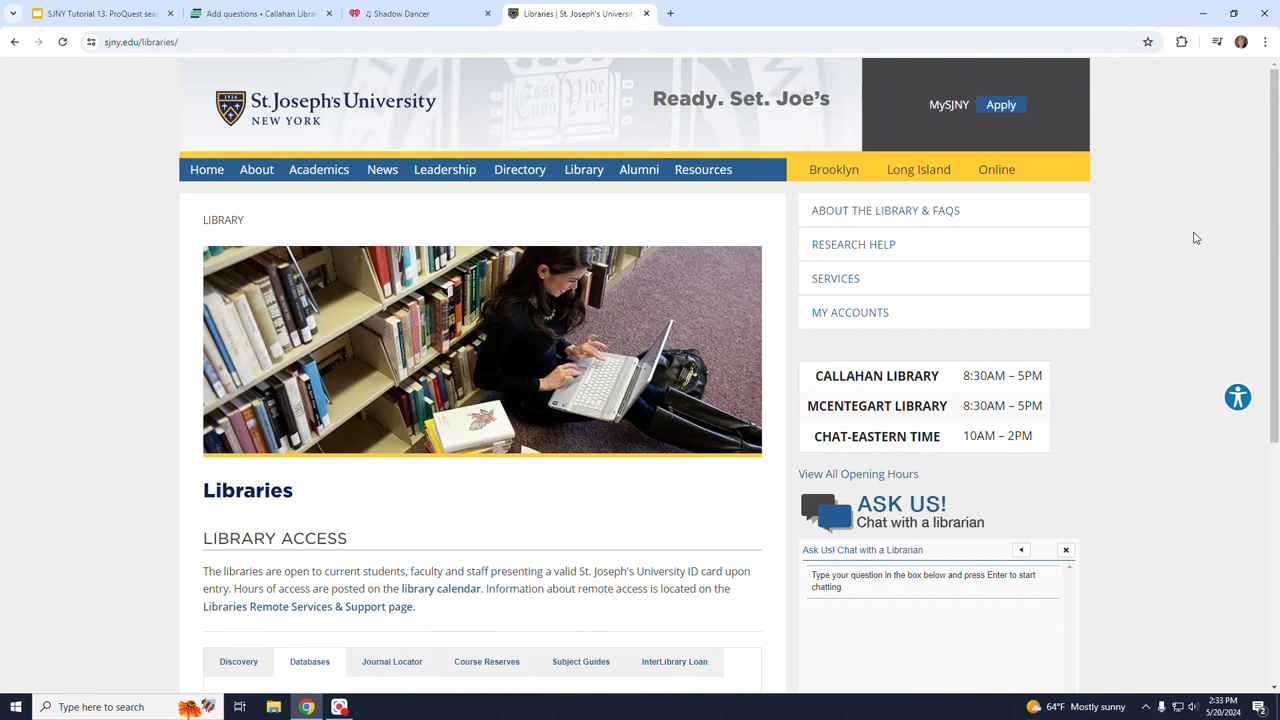 SJNY Tutorial 13. ProQuest sea
Add questions • Callahan Libra
♫ Shadow Dancer
Libraries | St. Joseph's Universit
sjny.edu/libraries/
St. Joseph's University
NEW YORK
Ready. Set. Joe's
MySJNY Apply
Home About Academics News Leadership Directory Library Alumni Resources
Brooklyn Long Island Online
LIBRARY
ABOUT THE LIBRARY & FAQS
RESEARCH HELP
SERVICES
MY ACCOUNTS
CALLAHAN LIBRARY 8:30AM – 5PM
MCENTEGART LIBRARY 8:30AM – 5PM
CHAT-EASTERN TIME 10AM – 2PM
View All Opening Hours
ASK US!
Chat with a librarian
Ask Us! Chat with a Librarian
Type your question in the box below and press Enter to start
chatting.
Libraries
LIBRARY ACCESS
The libraries are open to current students, faculty and staff presenting a valid St. Joseph's University ID card upon
entry. Hours of access are posted on the library calendar. Information about remote access is located on the
Libraries Remote Services & Support page.
Discovery Databases Journal Locator Course Reserves Subject Guides InterLibrary Loan
Type here to search
64°F Mostly sunny
2:33 PM
5/20/2024
2